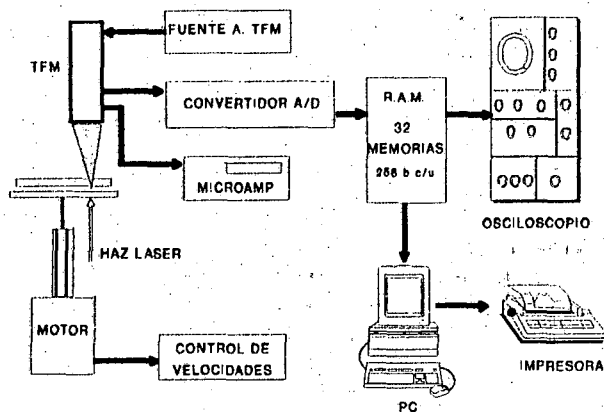 TFM
FUENTE A. TFM
CONVERTIDOR A/D
MICROAMP
R.A.M.
32
MEMORIAS
256 b c/u
OSCILOSCOPIO
HAZ LASER
MOTOR
CONTROL DE
VELOCIDADES
PC
IMPRESORA